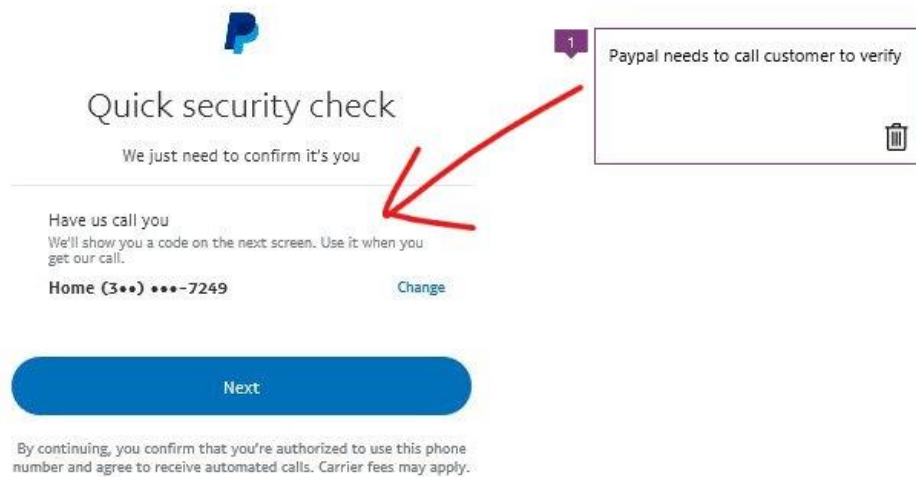 Quick security check
We just need to confirm it's you
Have us call you
We'll show you a code on the next screen. Use it when you
get our call.
Home (3••) •••-7249
Change
Next
By continuing, you confirm that you're authorized to use this phone
number and agree to receive automated calls. Carrier fees may apply.
1
Paypal needs to call customer to verify